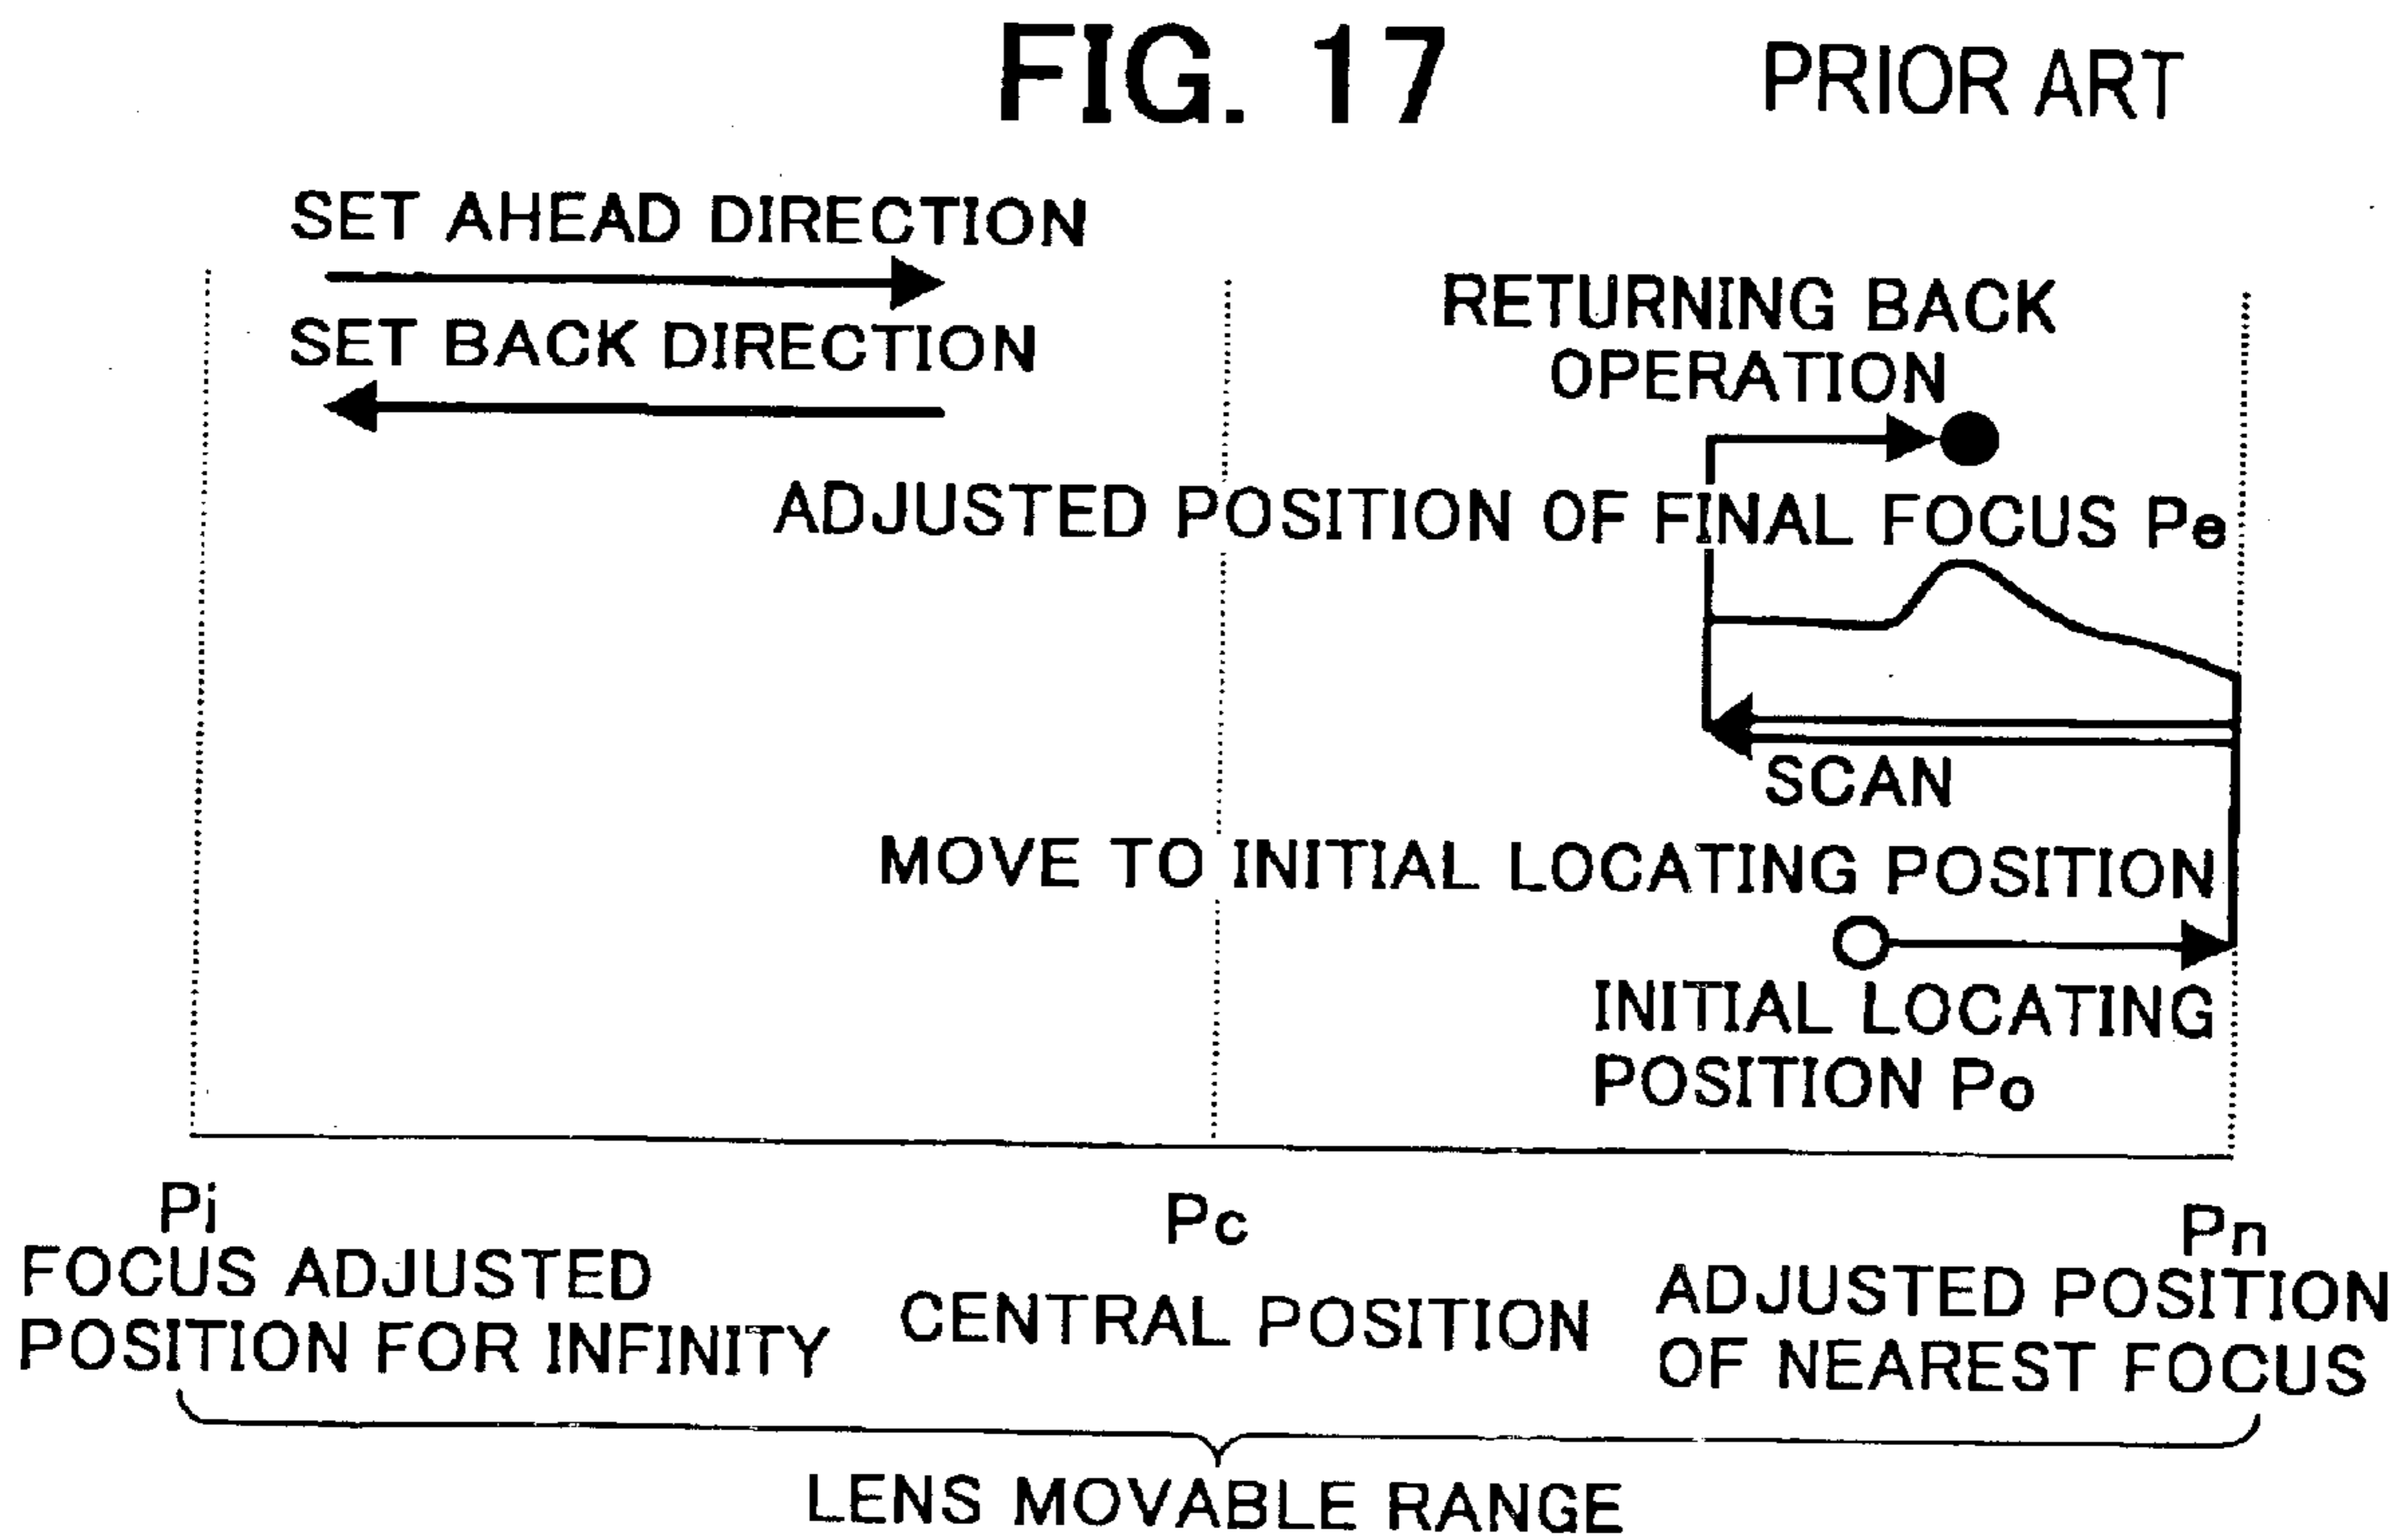 FIG. 17
PRIOR ART
SET AHEAD DIRECTION
SET BACK DIRECTION
RETURNING BACK
OPERATION
ADJUSTED POSITION OF FINAL FOCUS Pe
SCAN
MOVE TO INITIAL LOCATING POSITION
INITIAL LOCATING
POSITION Po
Pi
FOCUS ADJUSTED
POSITION FOR INFINITY
Pc
CENTRAL POSITION
Pn
ADJUSTED POSITION
OF NEAREST FOCUS
LENS MOVABLE RANGE